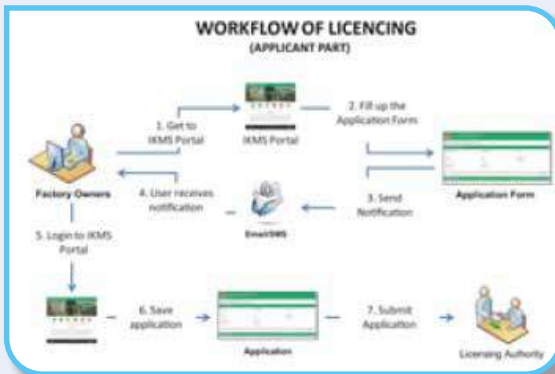 WORKFLOW OF LICENCING
(APPLICANT PART)
1. Get to
IKMS Portal
IKMS Portal
2. Fill up the
Application Form
Factory Owners
4. User receives
notification
Email/SMS
3. Send
Notification
Application Form
5. Login to IKMS
Portal
6. Save
application
Application
7. Submit
Application
Licensing Authority